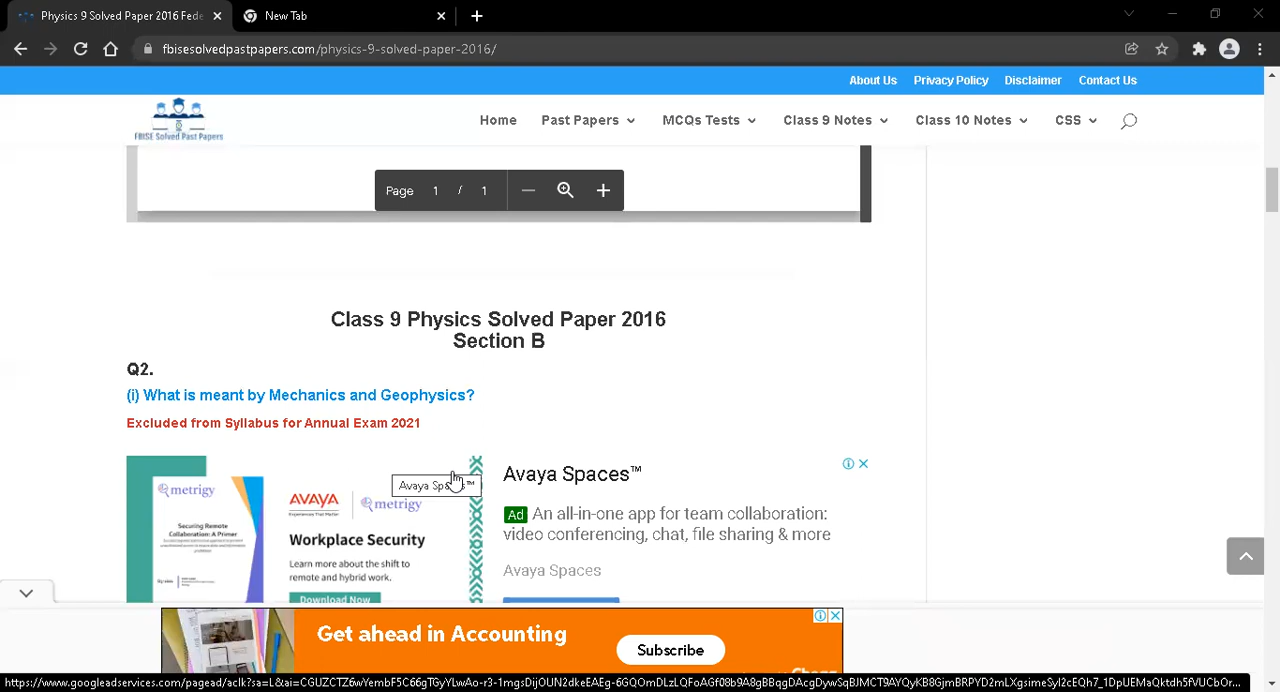 Physics 9 Solved Paper 2016 Fede
New Tab
fbisesolvedpastpapers.com/physics-9-solved-paper-2016/
About Us Privacy Policy Disclaimer Contact Us
FBISE Solved Past Papers
Home Past Papers MCQs Tests Class 9 Notes Class 10 Notes CSS
Page 1 / 1
Class 9 Physics Solved Paper 2016
Section B
Q2.
(i) What is meant by Mechanics and Geophysics?
Excluded from Syllabus for Annual Exam 2021
metrigy
Securing Remote
Collaboration: A Primer
AVAYA
Experiences That Matter
metrigy
Avaya Spaces™
Workplace Security
Learn more about the shift to
remote and hybrid work.
Download Now
Avaya Spaces™
Ad An all-in-one app for team collaboration:
video conferencing, chat, file sharing & more
Avaya Spaces
Get ahead in Accounting
Subscribe
Chegg